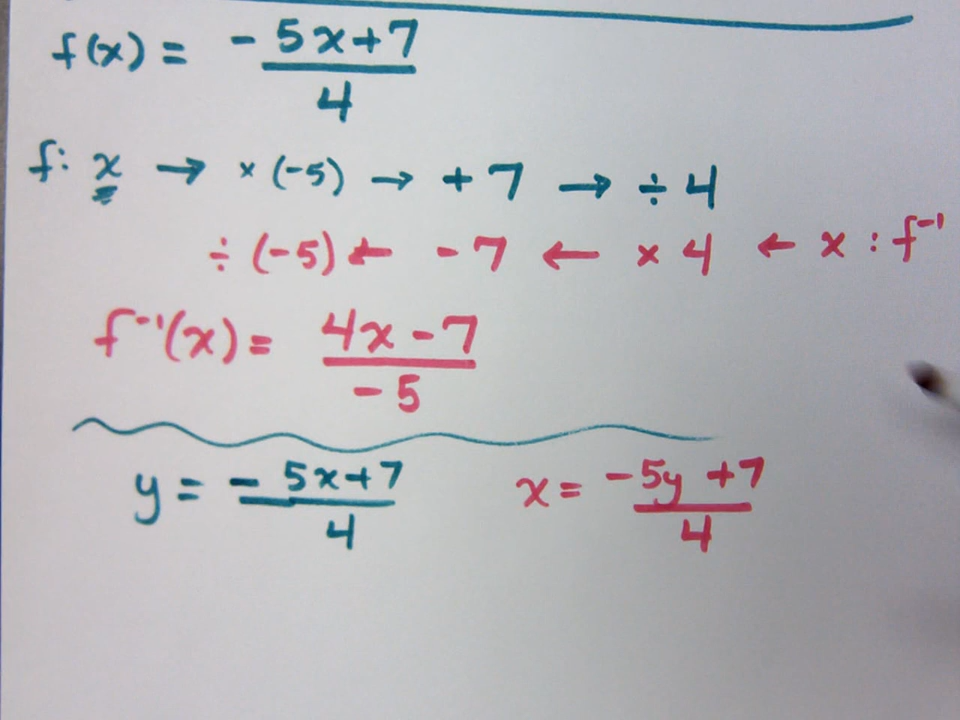 f(x) = -5x+7/4
f: x → ×(-5) → +7 → ÷4
÷(-5) ← -7 ← ×4 ← x : f⁻¹
f⁻¹(x) = 4x-7/-5
y = -5x+7/4 x = -5y+7/4